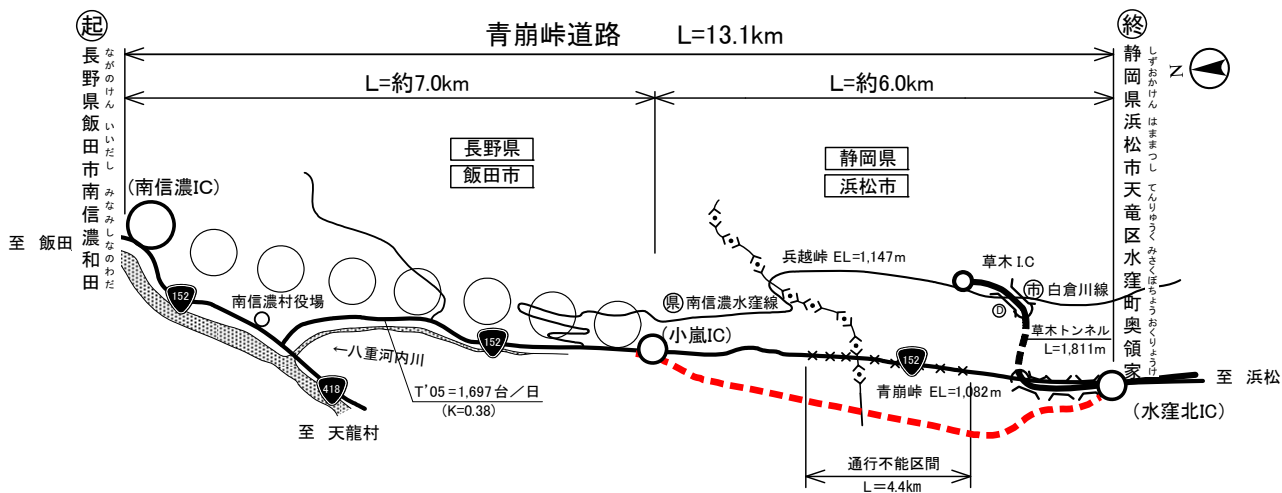 起
終
青崩峠道路 L=13.1km
L=約7.0km
L=約6.0km
長野県飯田市南信濃和田
ながのけん いいだし みなみしなのわだ
静岡県浜松市天竜区水窪町奥領家
しずおかけん はままつし てんりゅうく みさくぼちょうおくりょうけ
N
長野県
飯田市
静岡県
浜松市
(南信濃IC)
至 飯田
152
南信濃村役場
←八重河内川
418
至 天龍村
T'05=1,697台/日
(K=0.38)
152
県 南信濃水窪線
(小嵐IC)
兵越峠 EL=1,147m
草木 I.C
市 白倉川線
D
草木トンネル
L=1,811m
152
青崩峠 EL=1,082m
至 浜松
(水窪北IC)
通行不能区間
L=4.4km